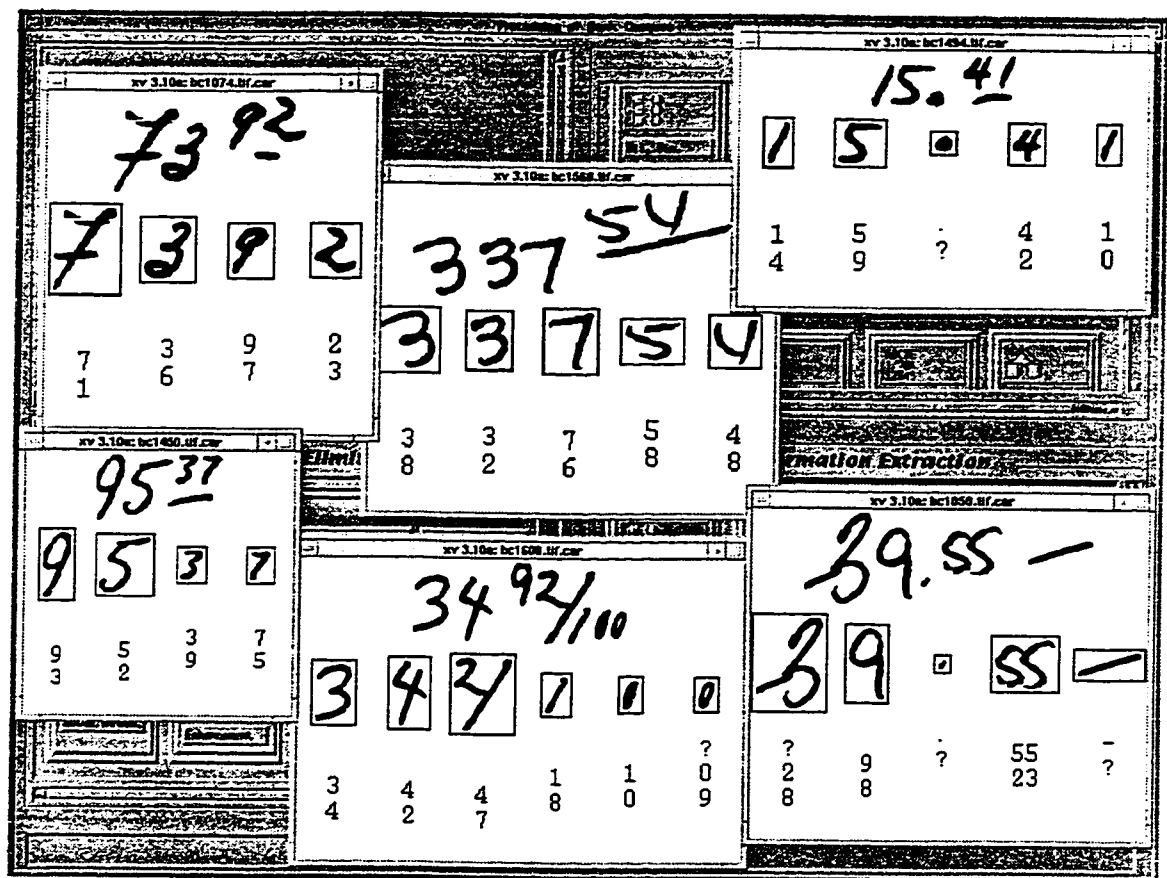 xv 3.10a: bc1074.tif.car
73 92
7 3 9 2
7 3 9 2
1 6 7 3
xv 3.10a: bc1494.tif.car
15. 41
1 5 . 4 1
1 5 . 4 1
4 9 ? 2 0
xv 3.10a: bc1568.tif.car
337 54
3 3 7 5 4
3 3 7 5 4
8 2 6 8 8
xv 3.10a: bc1450.tif.car
95 37
9 5 3 7
9 5 3 7
3 2 9 5
xv 3.10a: bc1608.tif.car
34 92/100
3 4 2/ 1 0 0
?
3 4 4 1 1 0
4 2 7 8 0 9
xv 3.10a: bc1058.tif.car
39.55 —
3 9 . 55 —
? 9 . 55 -
2 8 ? 23 ?
8
Elimi
rmation Extraction